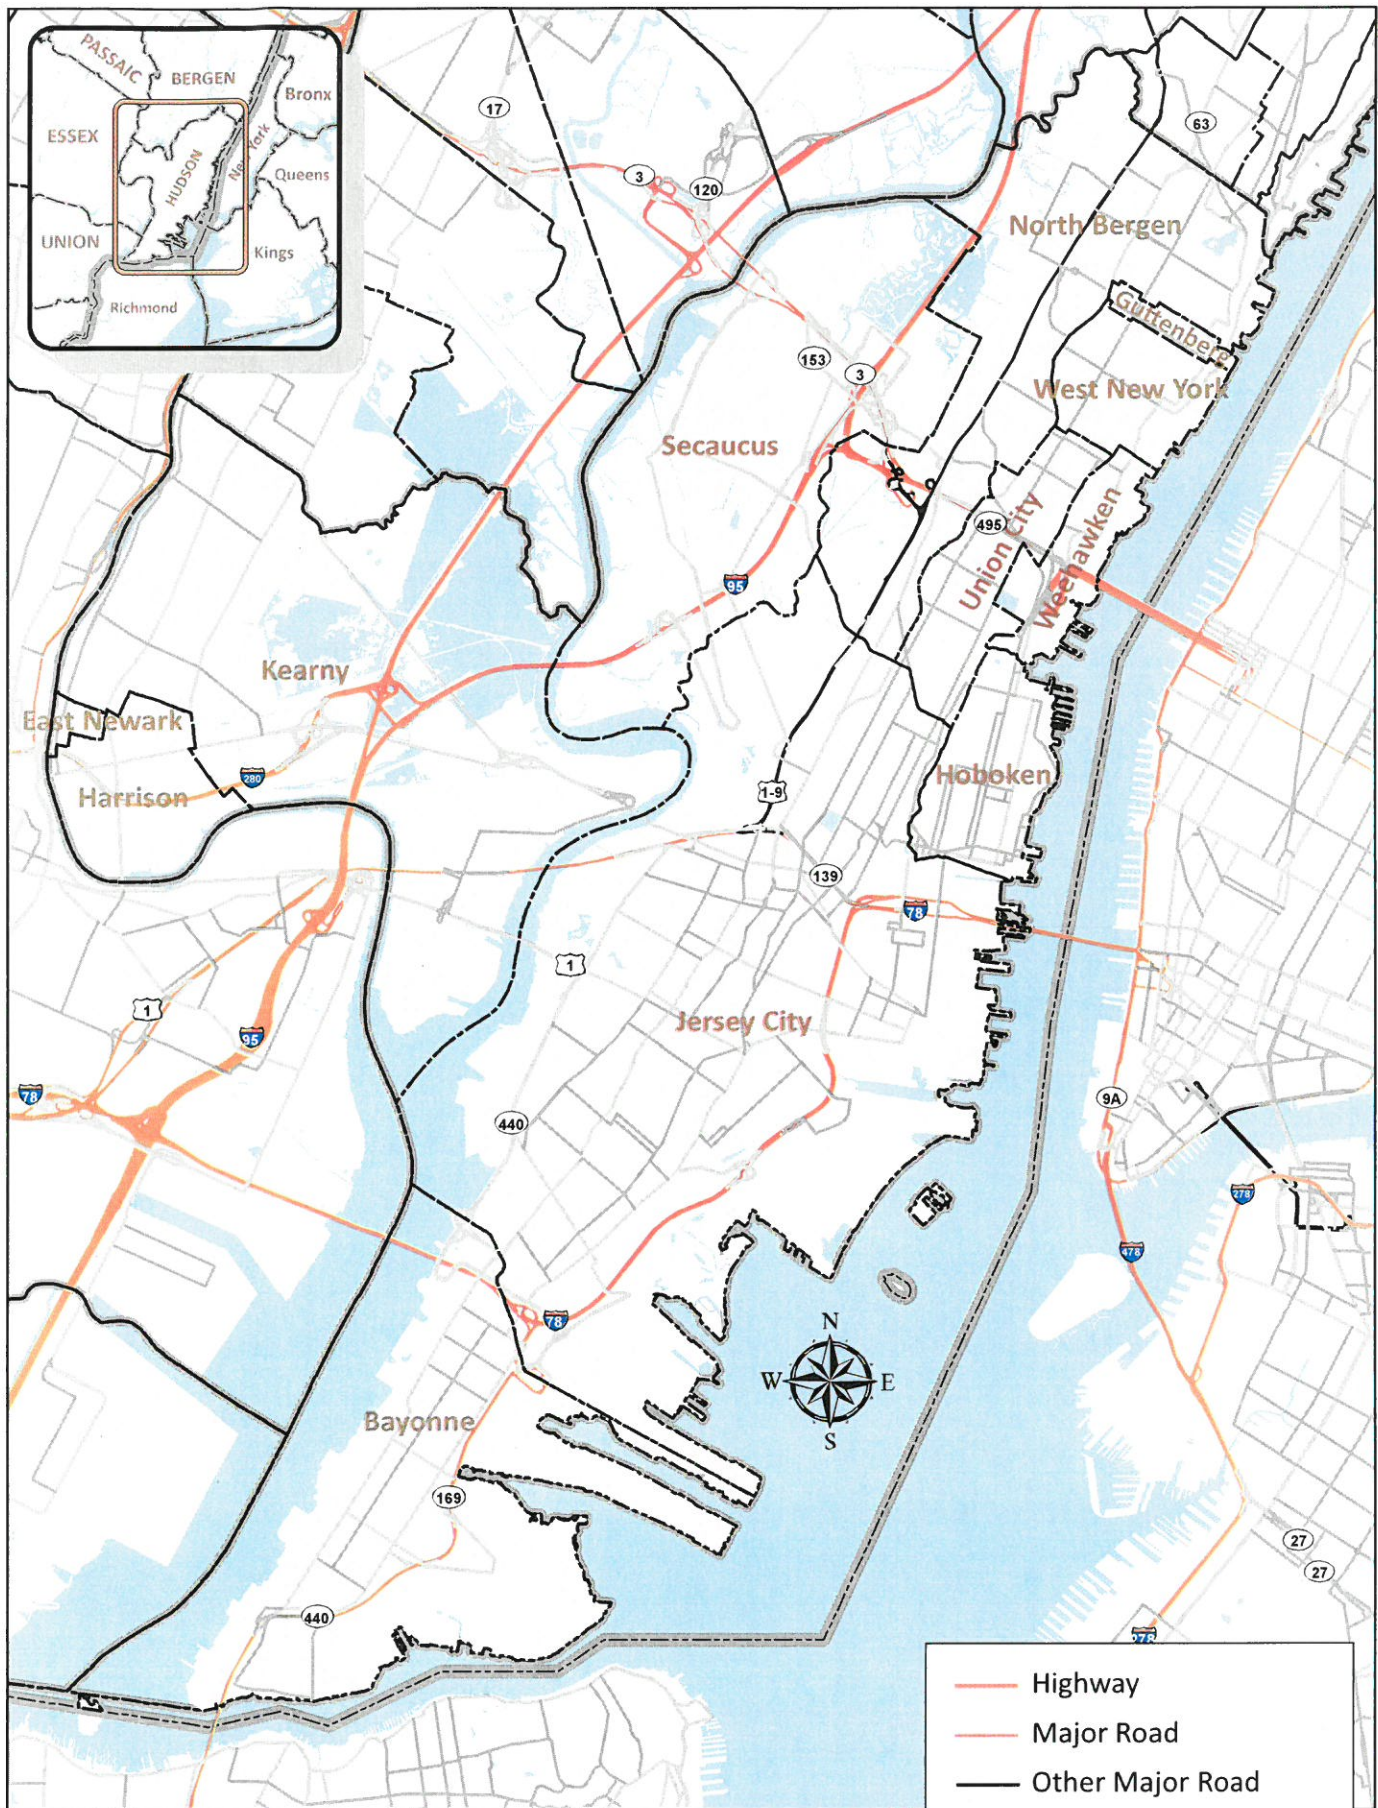 PASSAIC
BERGEN
Bronx
ESSEX
HUDSON
New York
Queens
UNION
Kings
Richmond
17
3
120
63
North Bergen
Guttenberg
153
3
West New York
Secaucus
495
Union City
Weehawken
95
Kearny
East Newark
280
Harrison
1-9
Hoboken
139
78
1
1
95
Jersey City
78
9A
440
278
478
78
N
W E
S
Bayonne
169
27
27
440
278
Highway
Major Road
Other Major Road